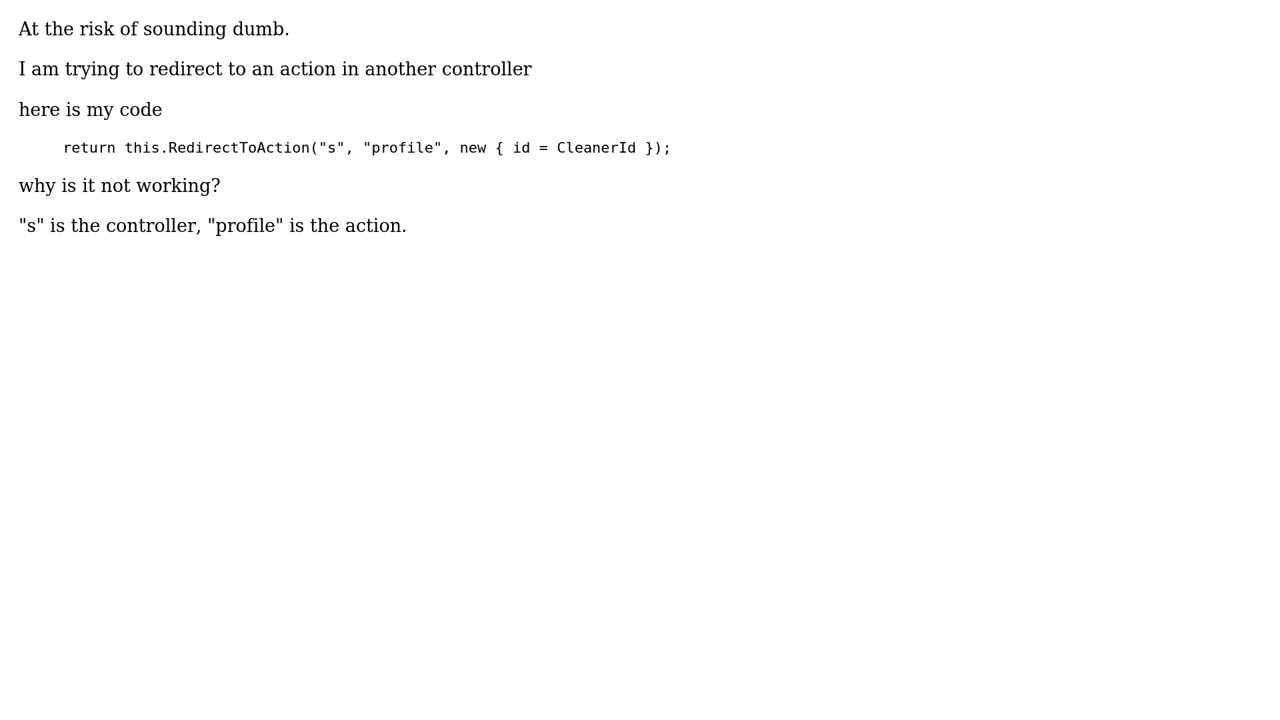 At the risk of sounding dumb.
I am trying to redirect to an action in another controller
here is my code
return this.RedirectToAction("s", "profile", new { id = CleanerId });
why is it not working?
"s" is the controller, "profile" is the action.